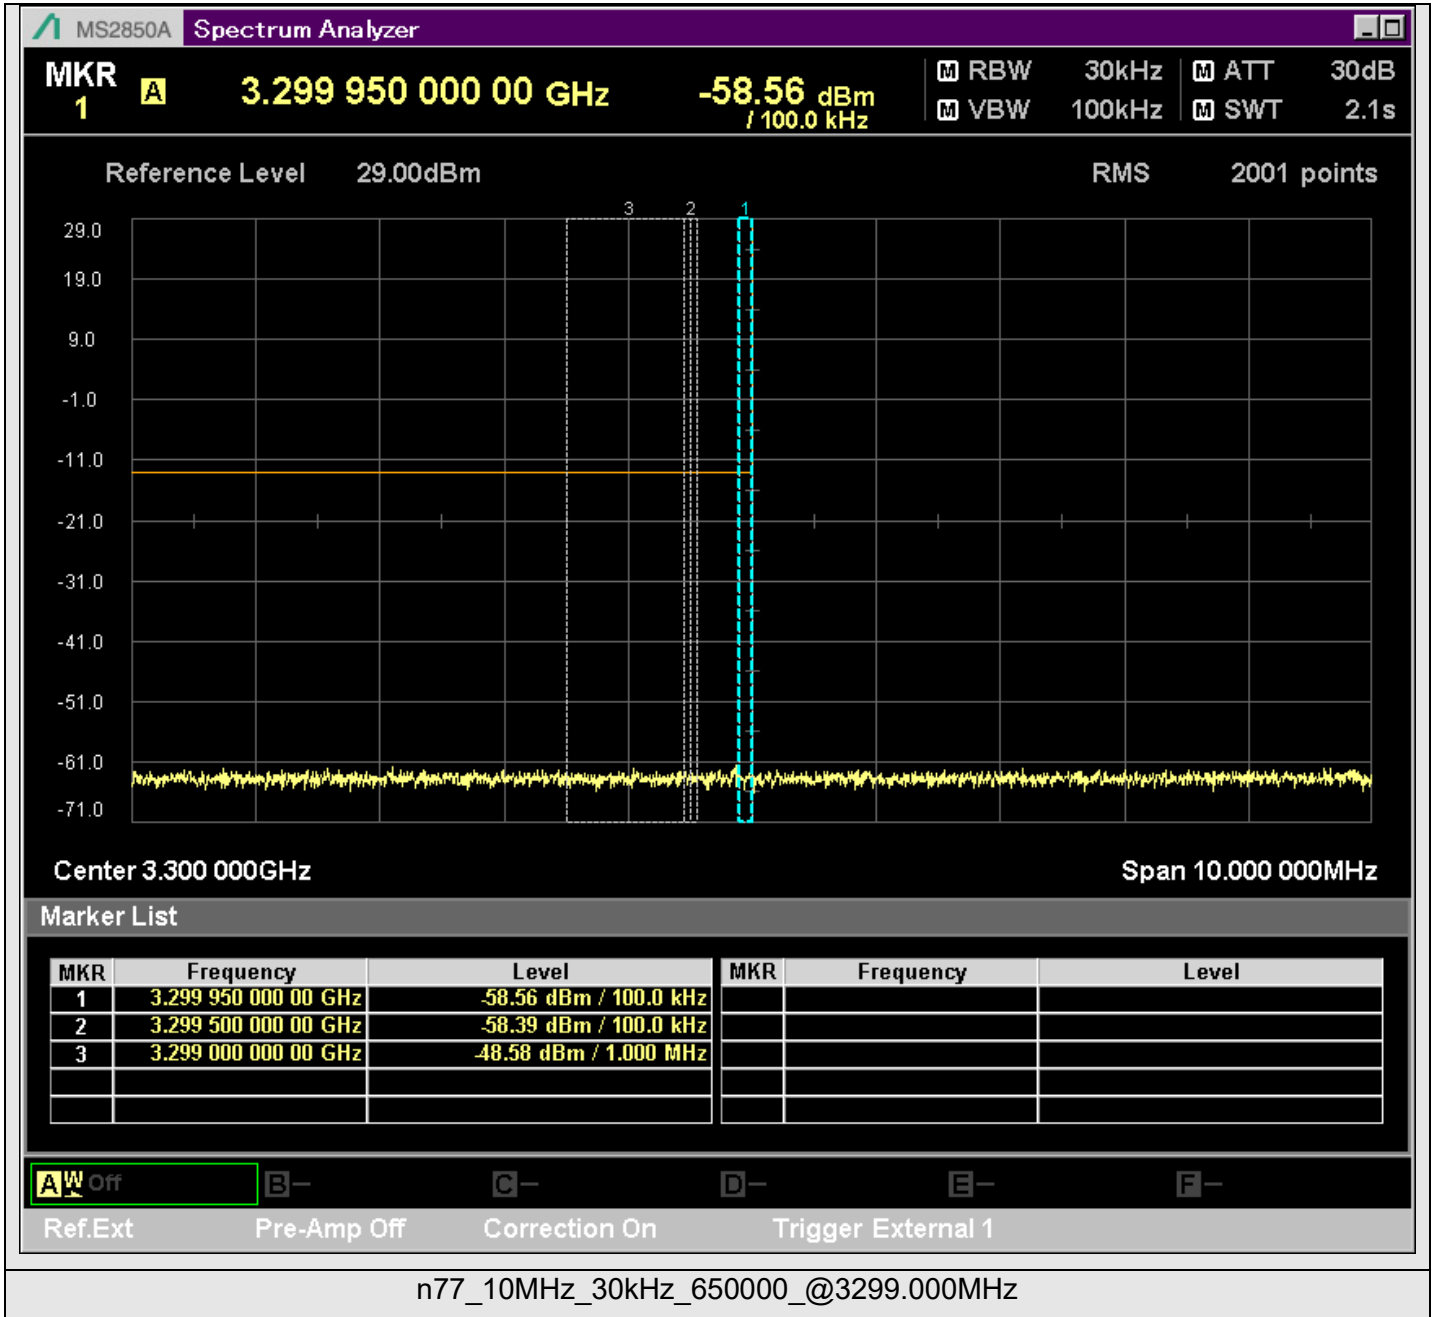 MS2850A Spectrum Analyzer
MKR 1 A 3.299 950 000 00 GHz -58.56 dBm / 100.0 kHz
M RBW 30kHz M ATT 30dB
M VBW 100kHz M SWT 2.1s
Reference Level 29.00dBm RMS 2001 points
3 2 1
29.0
19.0
9.0
-1.0
-11.0
-21.0
-31.0
-41.0
-51.0
-61.0
-71.0
Center 3.300 000GHz Span 10.000 000MHz
Marker List
MKR Frequency Level MKR Frequency Level
1 3.299 950 000 00 GHz -58.56 dBm / 100.0 kHz
2 3.299 500 000 00 GHz -58.39 dBm / 100.0 kHz
3 3.299 000 000 00 GHz -48.58 dBm / 1.000 MHz
A W Off B – C – D – E – F –
Ref.Ext Pre-Amp Off Correction On Trigger External 1
n77_10MHz_30kHz_650000_@3299.000MHz